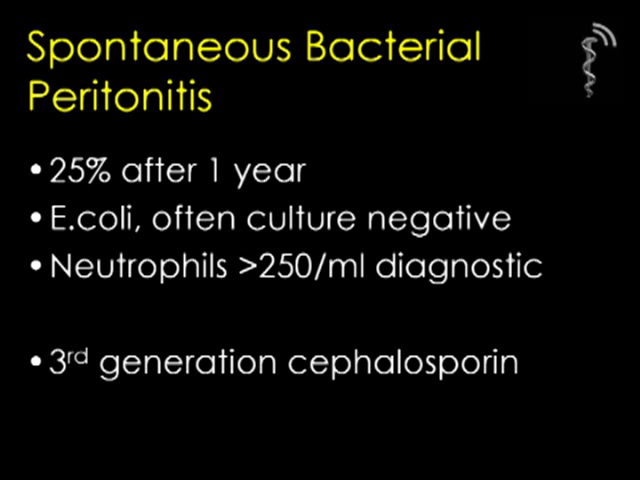 Spontaneous Bacterial
Peritonitis
• 25% after 1 year
• E.coli, often culture negative
• Neutrophils >250/ml diagnostic
• 3rd generation cephalosporin